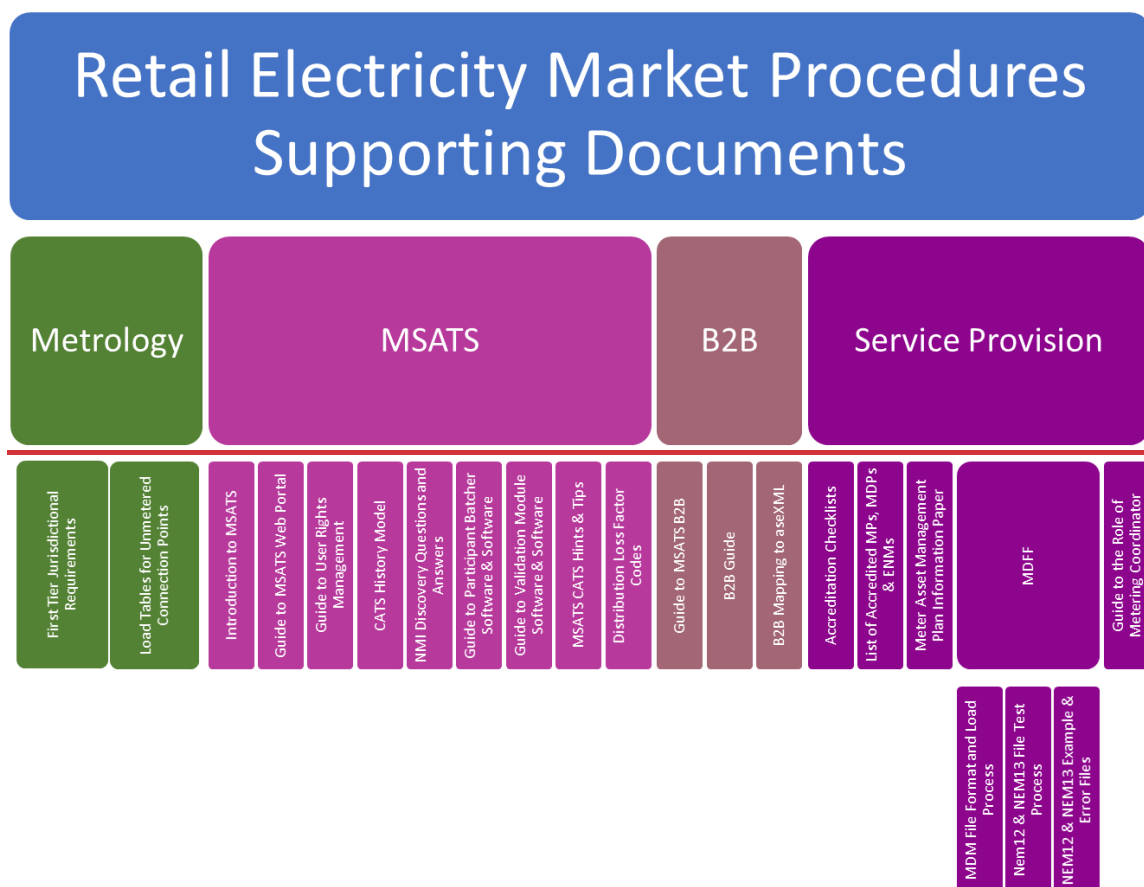 Retail Electricity Market Procedures
Supporting Documents
Metrology
MSATS
B2B
Service Provision
First Tier Jurisdictional
Requirements
Load Tables for Unmetered
Connection Points
Introduction to MSATS
Guide to MSATS Web Portal
Guide to User Rights
Management
CATS History Model
NMI Discovery Questions and
Answers
Guide to Participant Batcher
Software & Software
Guide to Validation Module
Software & Software
MSATS CATS Hints & Tips
Distribution Loss Factor
Codes
Guide to MSATS B2B
B2B Guide
B2B Mapping to aseXML
Accreditation Checklists
List of Accredited MPs, MDPs
& ENMs
Meter Asset Management
Plan Information Paper
MDFF
Guide to the Role of
Metering Coordinator
MDM File Format and Load
Process
Nem12 & NEM13 File Test
Process
NEM12 & NEM13 Example &
Error Files